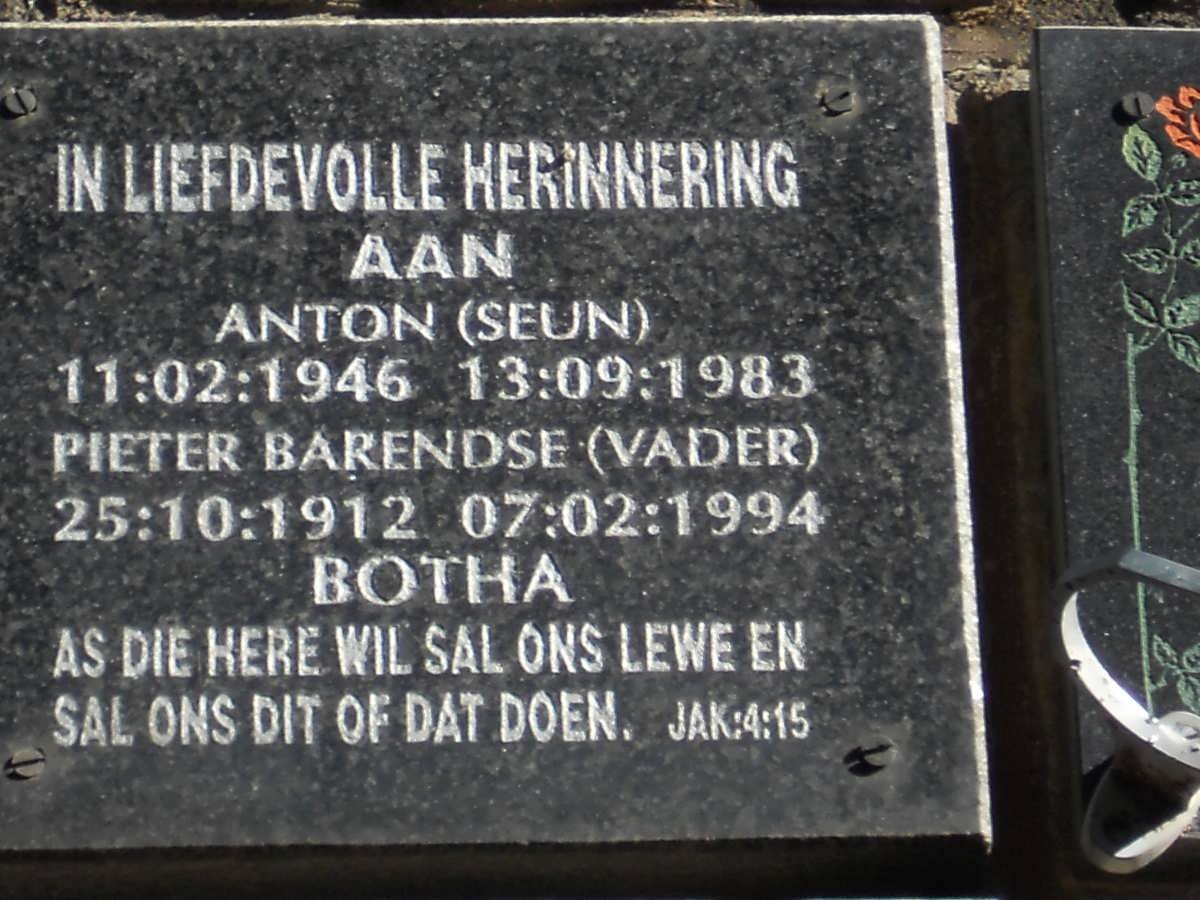 IN LIEFDEVOLLE HERINNERING
AAN
ANTON (SEUN)
11:02:1946 13:09:1983
PIETER BARENDSE (VADER)
25:10:1912 07:02:1994
BOTHA
AS DIE HERE WIL SAL ONS LEWE EN
SAL ONS DIT OF DAT DOEN. JAK:4:15